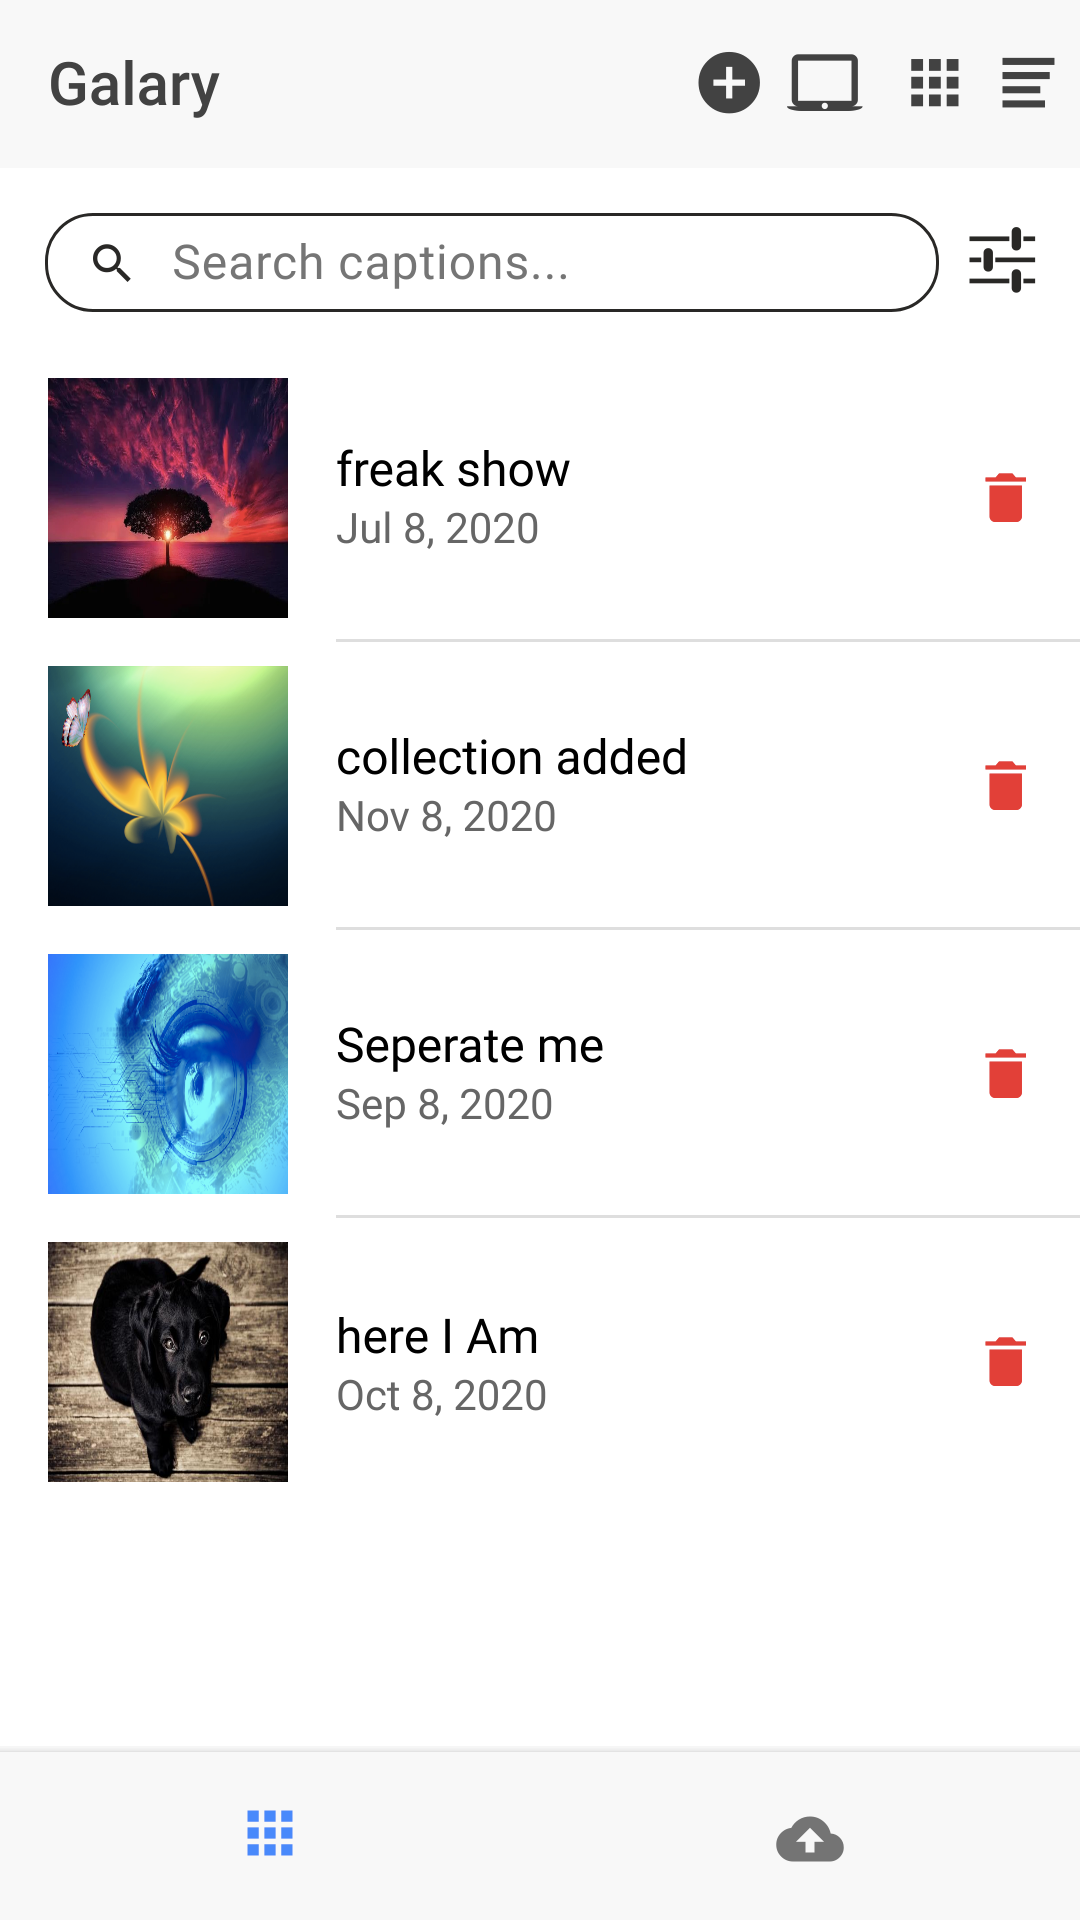 Galary
Search captions...
freak show
Jul 8, 2020
collection added
Nov 8, 2020
Seperate me
Sep 8, 2020
here I Am
Oct 8, 2020